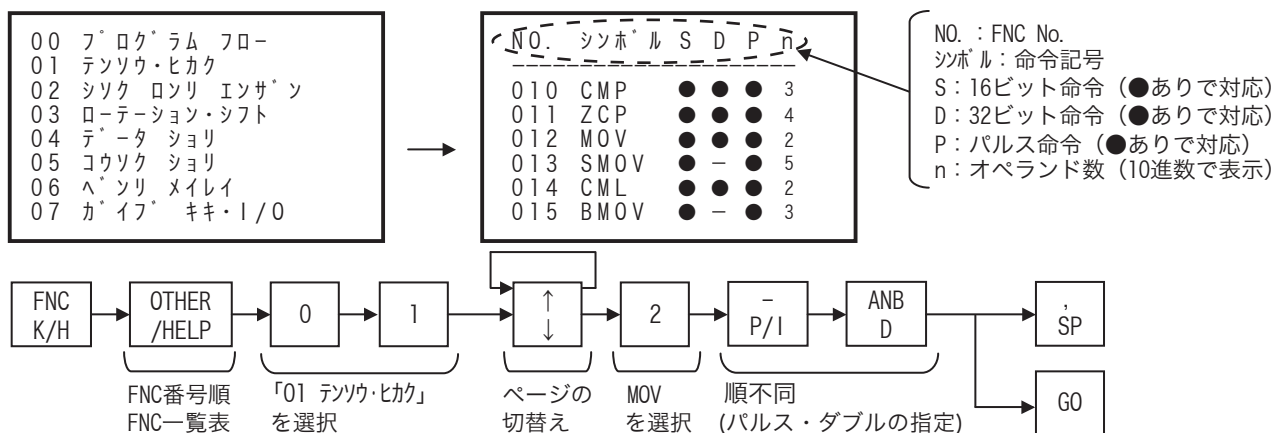 00 プログラム フロー
01 テンソウ・ヒカク
02 シソク ロンリ エンザン
03 ローテーション・シフト
04 データ ショリ
05 コウソク ショリ
06 ベンリ メイレイ
07 ガイブ キキ・I/O
NO. シンボル S D P n
010 CMP ● ● ● 3
011 ZCP ● ● ● 4
012 MOV ● ● ● 2
013 SMOV ● − ● 5
014 CML ● ● ● 2
015 BMOV ● − ● 3
NO. : FNC No.
シンボル:命令記号
S:16ビット命令(●ありで対応)
D:32ビット命令(●ありで対応)
P:パルス命令(●ありで対応)
n:オペランド数(10進数で表示)
FNC
K/H
OTHER
/HELP
0
1
↑
↓
2
−
P/I
ANB
D
,
SP
GO
FNC番号順
FNC一覧表
「01 テンソウ・ヒカク」
を選択
ページの
切替え
MOV
を選択
順不同
(パルス・ダブルの指定)